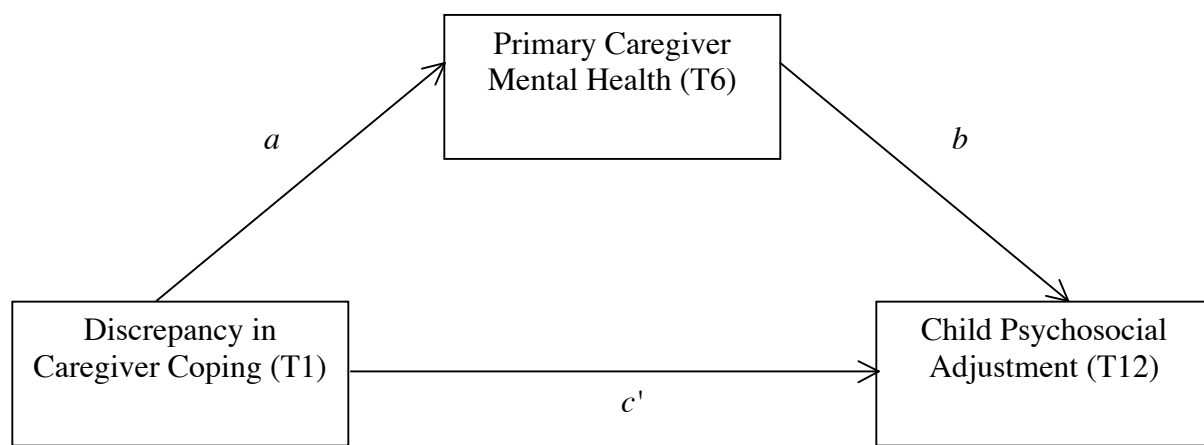 Primary Caregiver
Mental Health (T6)
a
b
Discrepancy in
Caregiver Coping (T1)
Child Psychosocial
Adjustment (T12)
c'